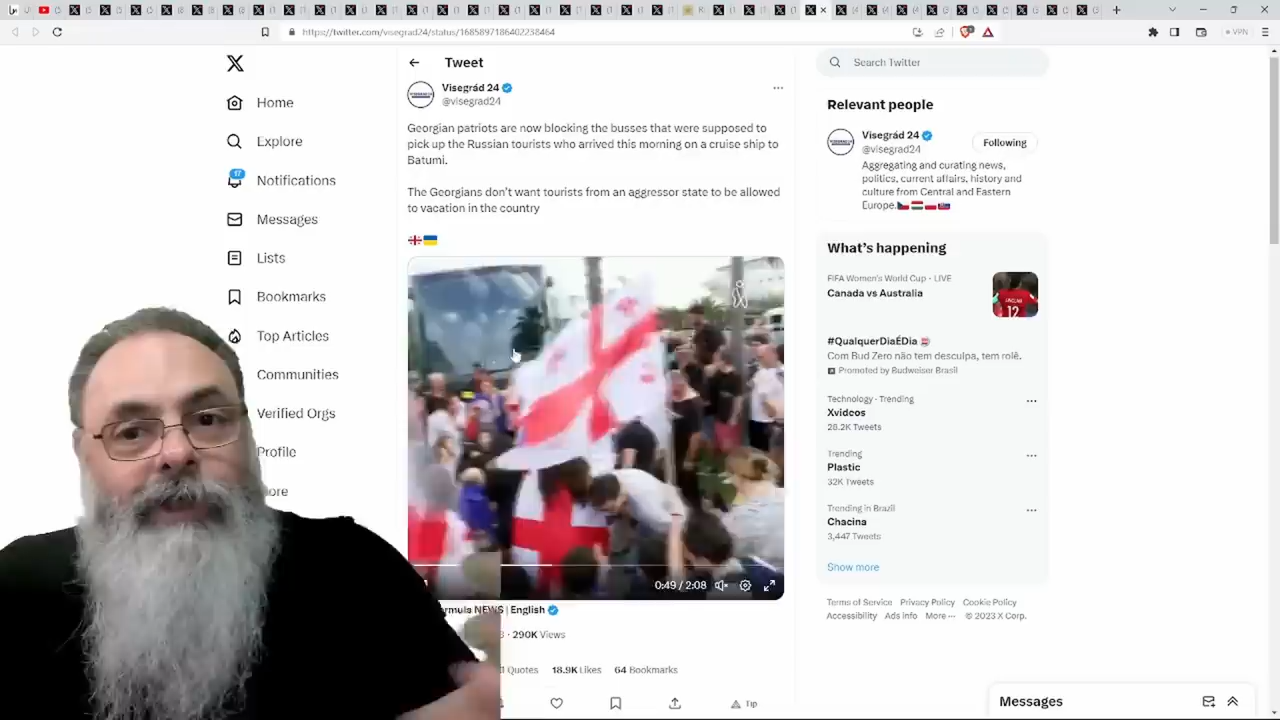 https://twitter.com/visegrad24/status/1685897186402238464
VPN
Home
Explore
17
Notifications
Messages
Lists
Bookmarks
Top Articles
Communities
Verified Orgs
Profile
Tweet
Visegrád 24
@visegrad24
Georgian patriots are now blocking the busses that were supposed to
pick up the Russian tourists who arrived this morning on a cruise ship to
Batumi.
The Georgians don't want tourists from an aggressor state to be allowed
to vacation in the country
0:49 / 2:08
NEWS | English
290K Views
Quotes 18.9K Likes 64 Bookmarks
Tip
Search Twitter
Relevant people
Visegrád 24
@visegrad24
Following
Aggregating and curating news,
politics, current affairs, history and
culture from Central and Eastern
Europe.
What's happening
FIFA Women's World Cup · LIVE
Canada vs Australia
SINCLAIR
12
#QualquerDiaÉDia
Com Bud Zero não tem desculpa, tem rolê.
Promoted by Budweiser Brasil
Technology · Trending
Xvideos
28.2K Tweets
Trending
Plastic
32K Tweets
Trending in Brazil
Chacina
3,447 Tweets
Show more
Terms of Service Privacy Policy Cookie Policy
Accessibility Ads info More ··· © 2023 X Corp.
Messages